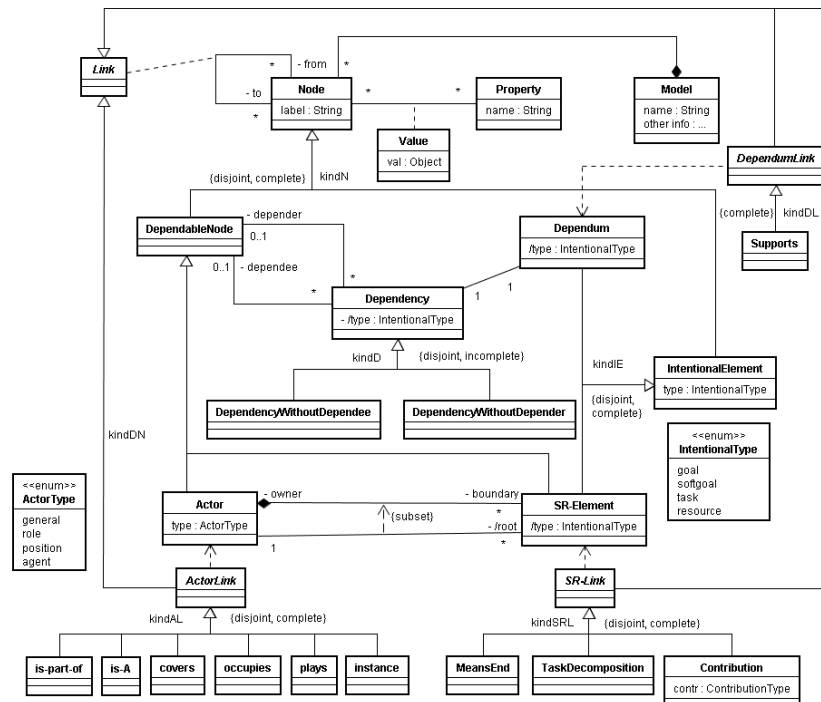 Link
*
- from
*
- to
*
Node
label : String
*
*
Property
name : String
Model
name : String
other info : ...
Value
val : Object
{disjoint, complete}
kindN
DependumLink
{complete}
kindDL
Supports
DependableNode
- depender
0..1
0..1
- dependee
*
*
Dependum
/type : IntentionalType
Dependency
- /type : IntentionalType
1
1
kindD
{disjoint, incomplete}
DependencyWithoutDependee
DependencyWithoutDepender
kindIE
{disjoint,
complete}
IntentionalElement
type : IntentionalType
kindDN
<<enum>>
IntentionalType
goal
softgoal
task
resource
<<enum>>
ActorType
general
role
position
agent
Actor
type : ActorType
- owner
- boundary
*
{subset}
- /root
1
*
SR-Element
/type : IntentionalType
ActorLink
SR-Link
kindAL
{disjoint, complete}
kindSRL
{disjoint, complete}
is-part-of
is-A
covers
occupies
plays
instance
MeansEnd
TaskDecomposition
Contribution
contr : ContributionType